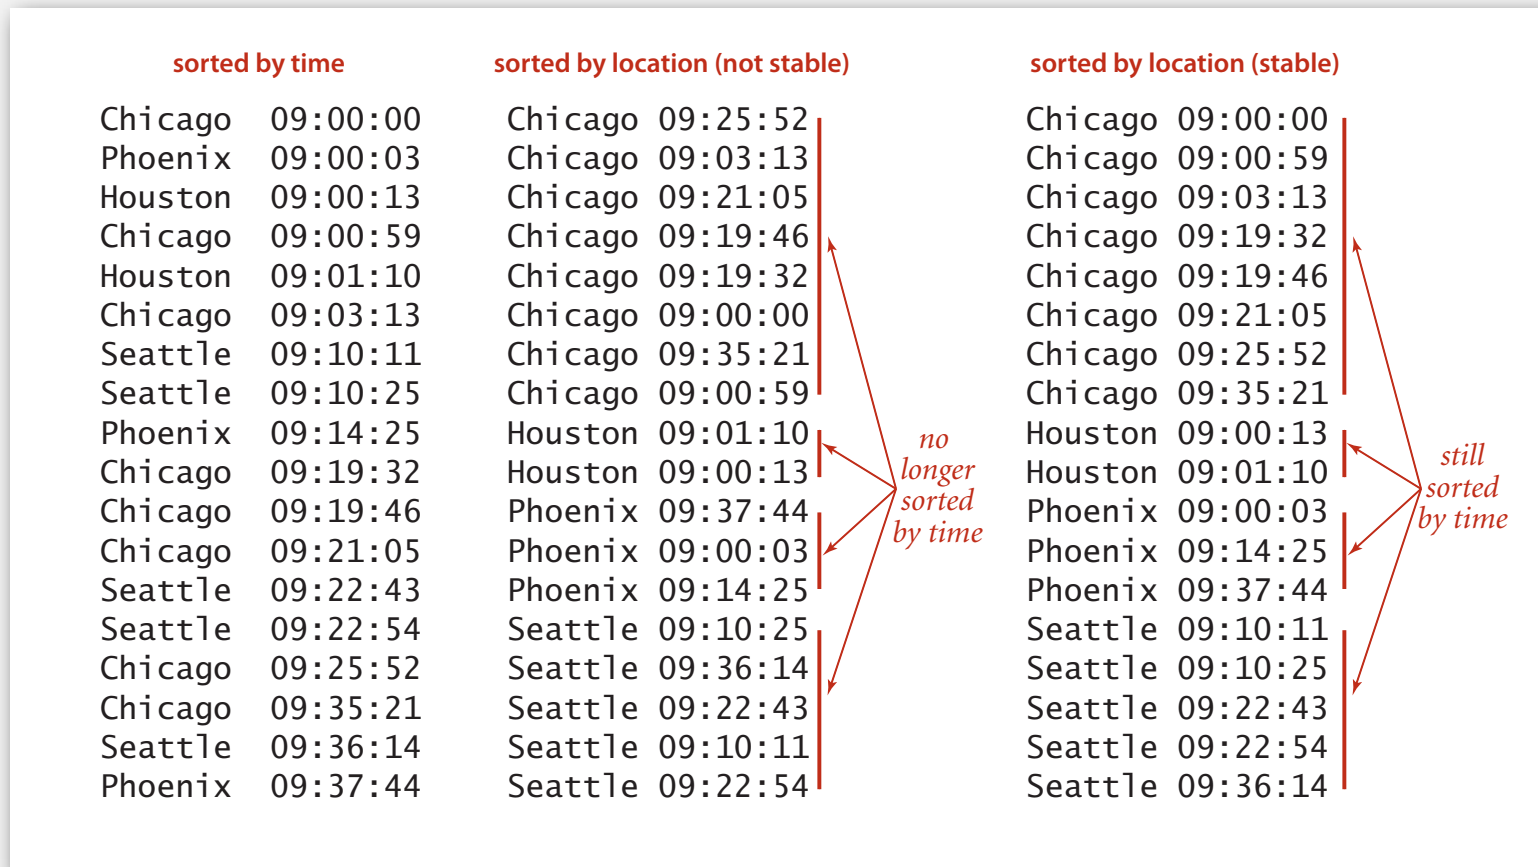 sorted by time    sorted by location (not stable)    sorted by location (stable)
Chicago 09:00:00    Chicago 09:25:52    Chicago 09:00:00
Phoenix 09:00:03    Chicago 09:03:13    Chicago 09:00:59
Houston 09:00:13    Chicago 09:21:05    Chicago 09:03:13
Chicago 09:00:59    Chicago 09:19:46    Chicago 09:19:32
Houston 09:01:10    Chicago 09:19:32    Chicago 09:19:46
Chicago 09:03:13    Chicago 09:00:00    Chicago 09:21:05
Seattle 09:10:11    Chicago 09:35:21    Chicago 09:25:52
Seattle 09:10:25    Chicago 09:00:59    Chicago 09:35:21
Phoenix 09:14:25    Houston 09:01:10    Houston 09:00:13
Chicago 09:19:32    Houston 09:00:13    Houston 09:01:10
Chicago 09:19:46    Phoenix 09:37:44    Phoenix 09:00:03
Chicago 09:21:05    Phoenix 09:00:03    Phoenix 09:14:25
Seattle 09:22:43    Phoenix 09:14:25    Phoenix 09:37:44
Seattle 09:22:54    Seattle 09:10:25    Seattle 09:10:11
Chicago 09:25:52    Seattle 09:36:14    Seattle 09:10:25
Chicago 09:35:21    Seattle 09:22:43    Seattle 09:22:43
Seattle 09:36:14    Seattle 09:10:11    Seattle 09:22:54
Phoenix 09:37:44    Seattle 09:22:54    Seattle 09:36:14
no
longer
sorted
by time
still
sorted
by time